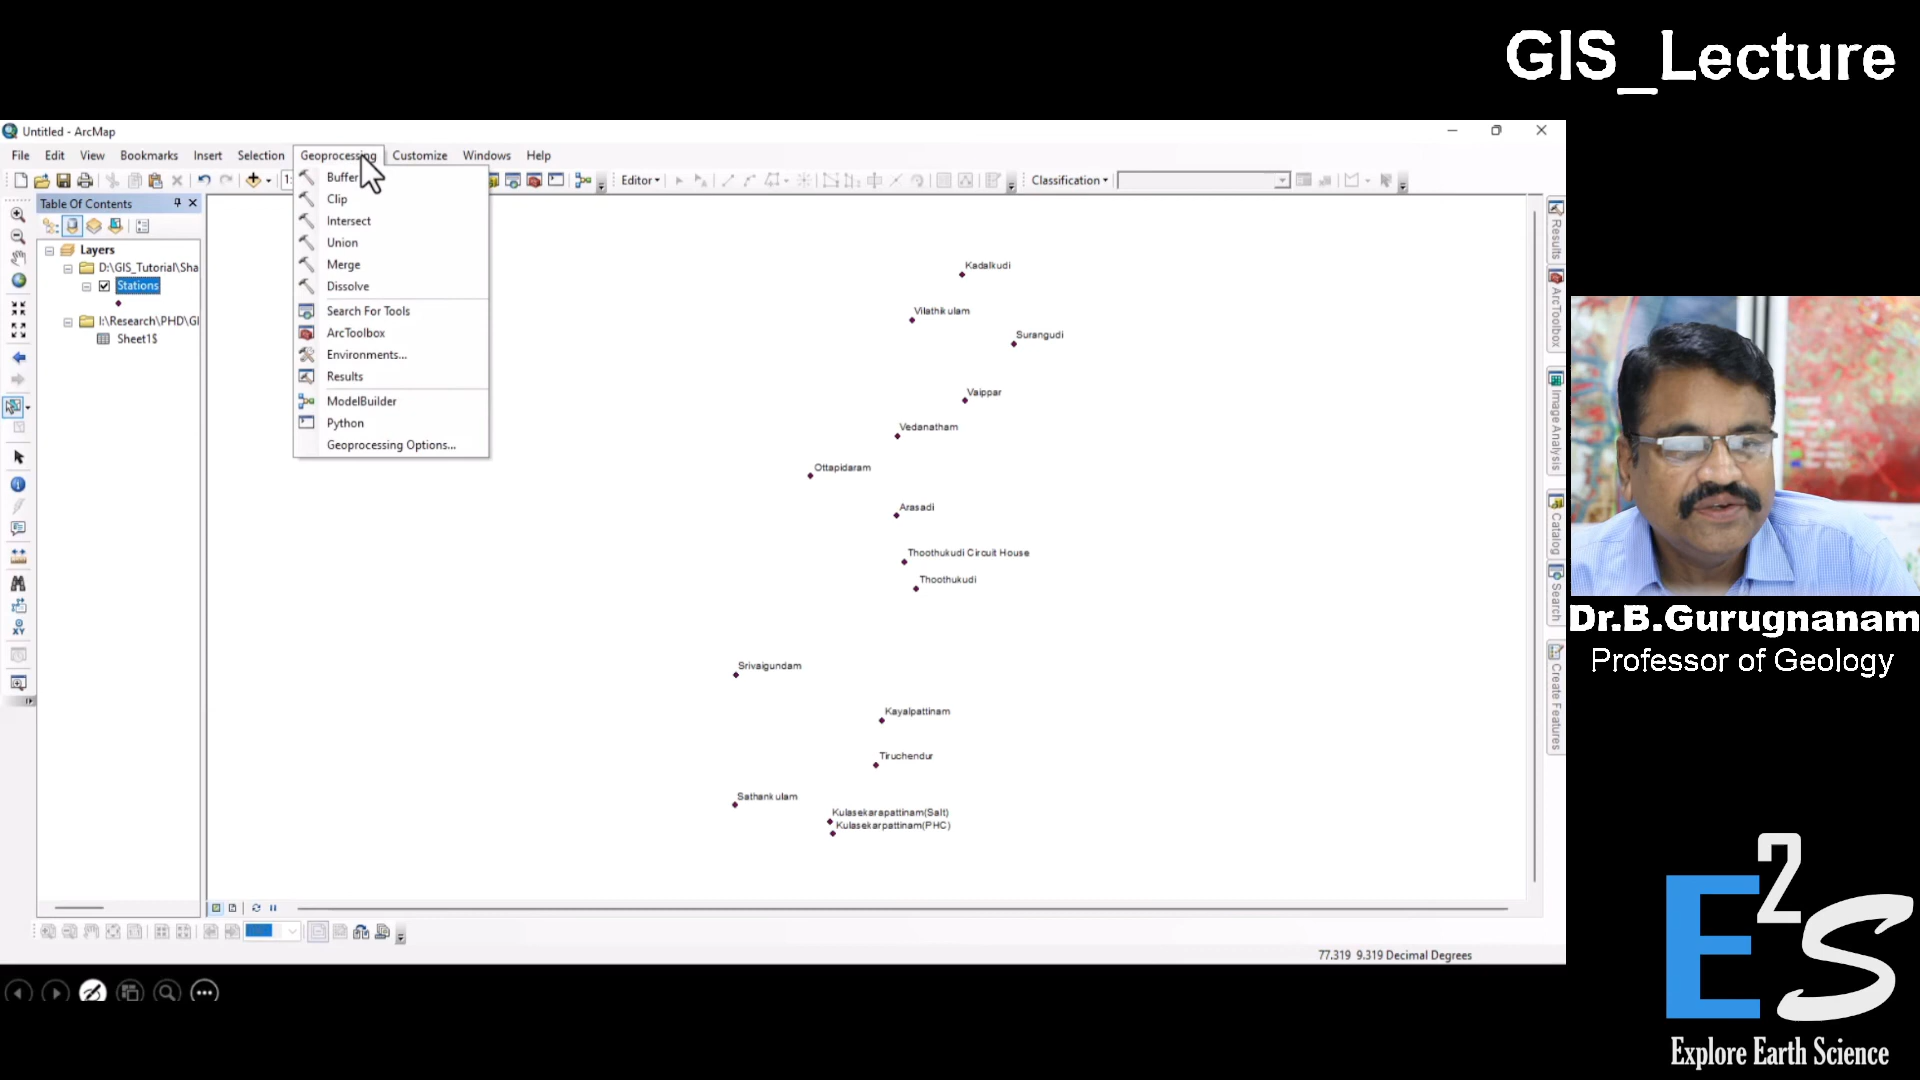 GIS_Lecture
Untitled - ArcMap
File Edit View Bookmarks Insert Selection Geoprocessing Customize Windows Help
Editor
Classification
Table Of Contents
Layers
D:\GIS_Tutorial\Sha
Stations
I:\Research\PHD\GI
Sheet1$
Buffer
Clip
Intersect
Union
Merge
Dissolve
Search For Tools
ArcToolbox
Environments...
Results
ModelBuilder
Python
Geoprocessing Options...
Kadalkudi
Vilathikulam
Surangudi
Vaippar
Vedanatham
Ottapidaram
Arasadi
Thoothukudi Circuit House
Thoothukudi
Srivaigundam
Kayalpattinam
Tiruchendur
Sathankulam
Kulasekarapattinam(Salt)
Kulasekarpattinam(PHC)
Results
ArcToolbox
Image Analysis
Catalog
Search
Create Features
77.319 9.319 Decimal Degrees
Dr.B.Gurugnanam
Professor of Geology
E2S
Explore Earth Science